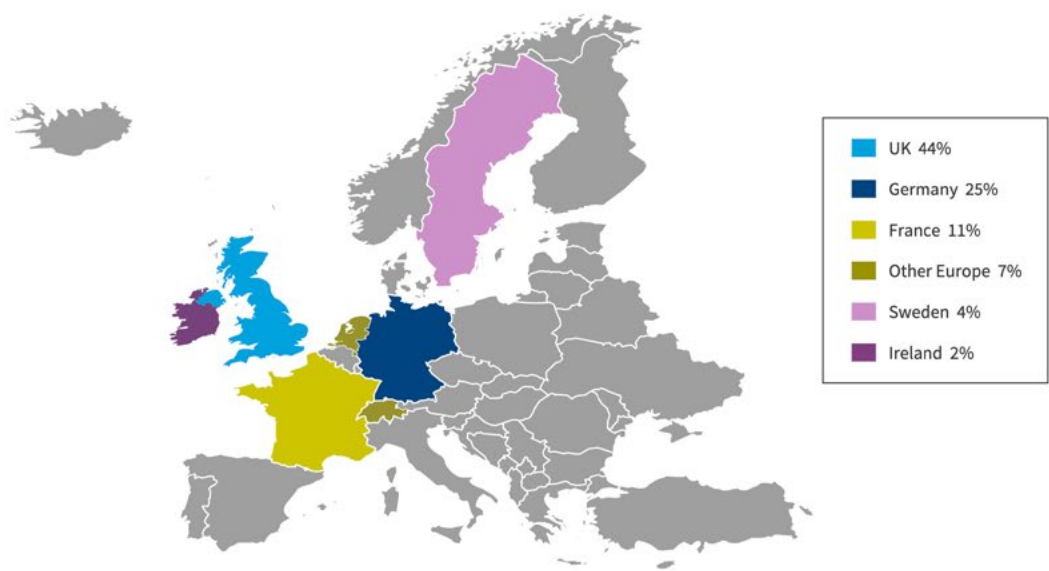 UK 44%
Germany 25%
France 11%
Other Europe 7%
Sweden 4%
Ireland 2%